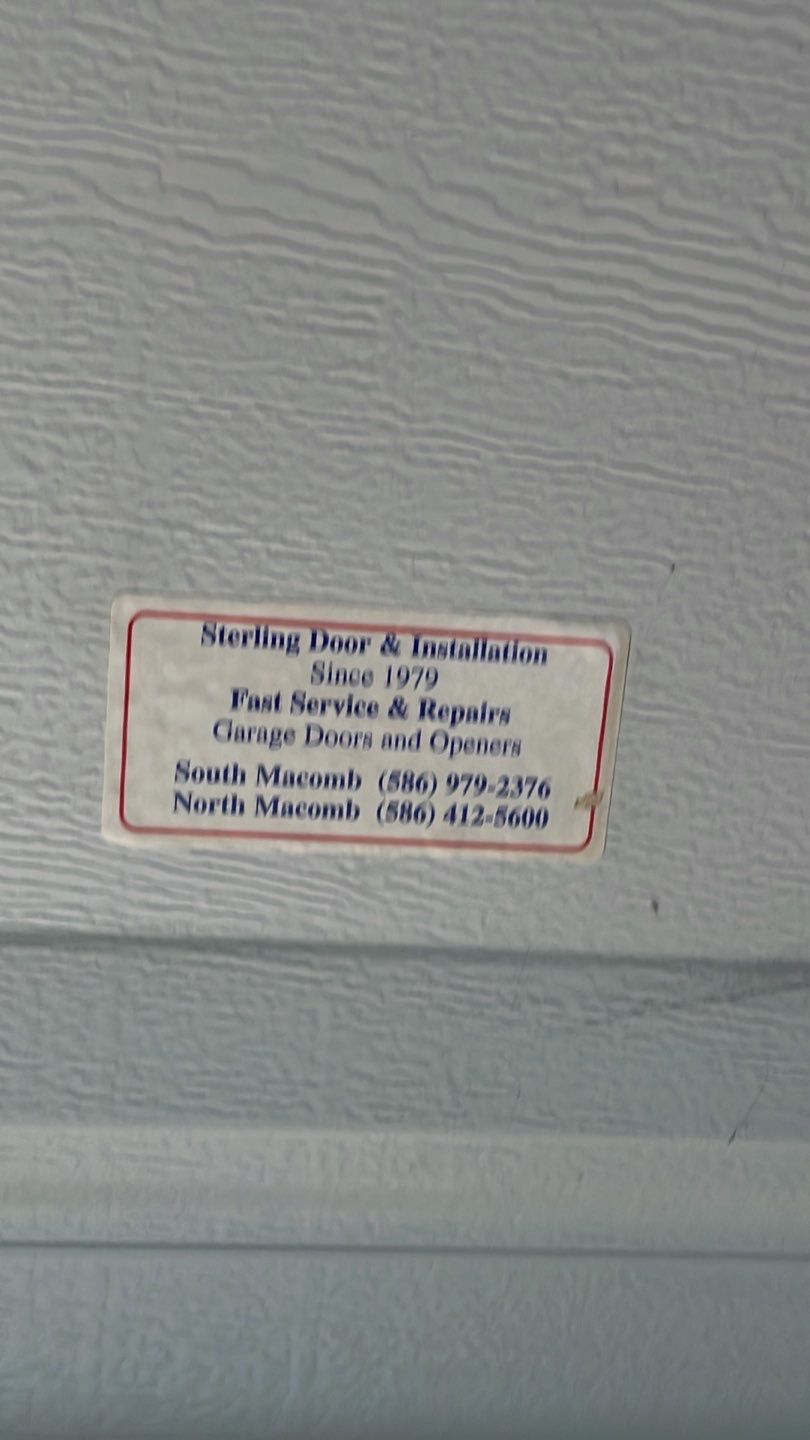 Sterling Door & Installation
Since 1979
Fast Service & Repairs
Garage Doors and Openers
South Macomb (586) 979-2376
North Macomb (586) 412-5600